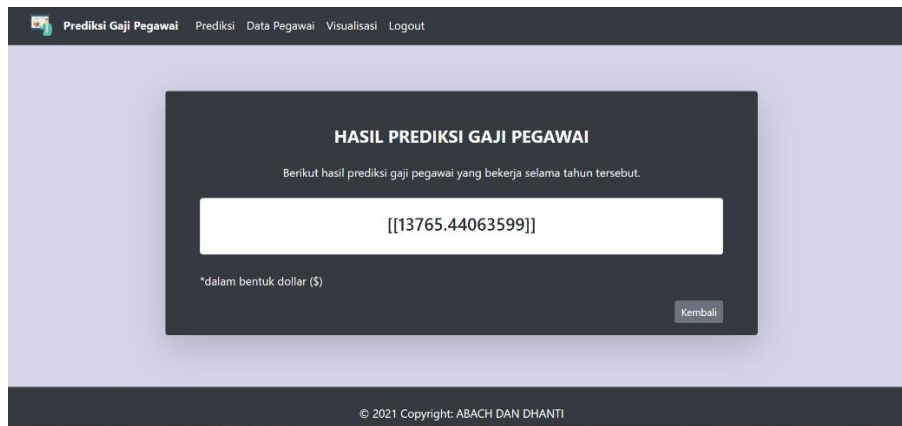 Prediksi Gaji Pegawai Prediksi Data Pegawai Visualisasi Logout
HASIL PREDIKSI GAJI PEGAWAI
Berikut hasil prediksi gaji pegawai yang bekerja selama tahun tersebut.
[[13765.44063599]]
*dalam bentuk dollar ($)
Kembali
© 2021 Copyright: ABACH DAN DHANTI